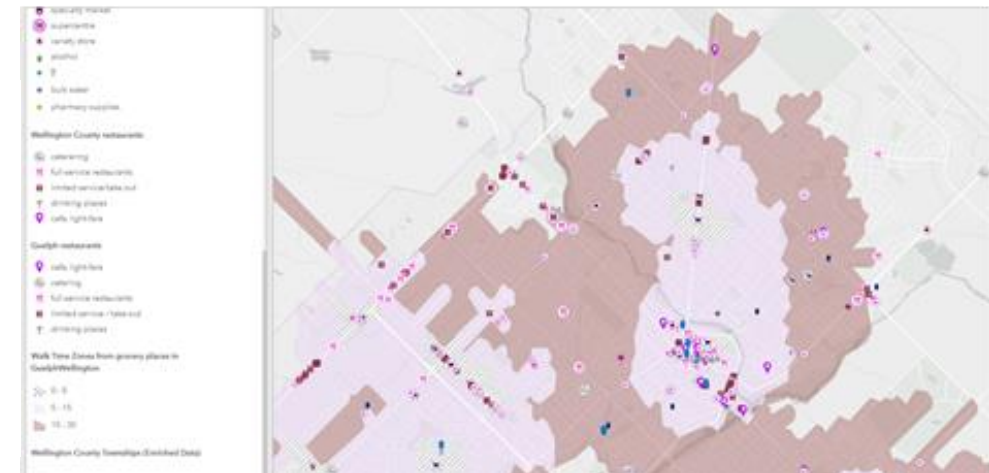 specialty market
supercentre
variety store
alcohol
bulk water
pharmacy supplies
Wellington County restaurants
catering
full service restaurants
limited service/take out
drinking places
cafe, light fare
Guelph restaurants
cafe, light fare
catering
full service restaurants
limited service / take out
drinking places
Walk Time Zones from grocery places in
GuelphWellington
0 - 5
5 - 15
15 - 30
Wellington County Townships (Enriched Data)